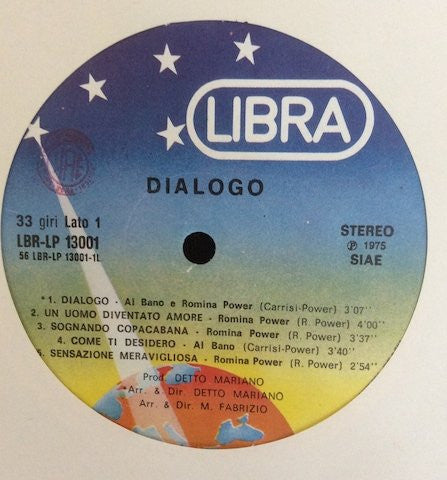 LIBRA
DIALOGO
33 giri Lato 1
LBR-LP 13001
56 LBR-LP 13001-1L
STEREO
℗ 1975
SIAE
*1. DIALOGO - Al Bano e Romina Power (Carrisi-Power) 3'07''
2. UN UOMO DIVENTATO AMORE - Romina Power (R. Power) 4'00''
3. SOGNANDO COPACABANA - Romina Power (R. Power) 3'37''
4. COME TI DESIDERO - Al Bano (Carrisi) 3'40''
5. SENSAZIONE MERAVIGLIOSA - Romina Power (R. Power) 2'54''
Prod. DETTO MARIANO
*Arr. & Dir. DETTO MARIANO
Arr. & Dir. M. FABRIZIO